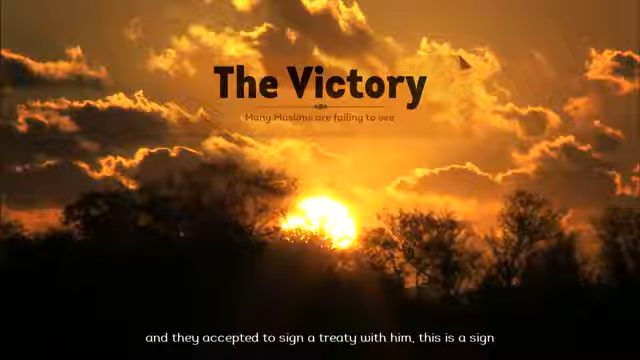 The Victory
Many Muslims are failing to see
and they accepted to sign a treaty with him, this is a sign